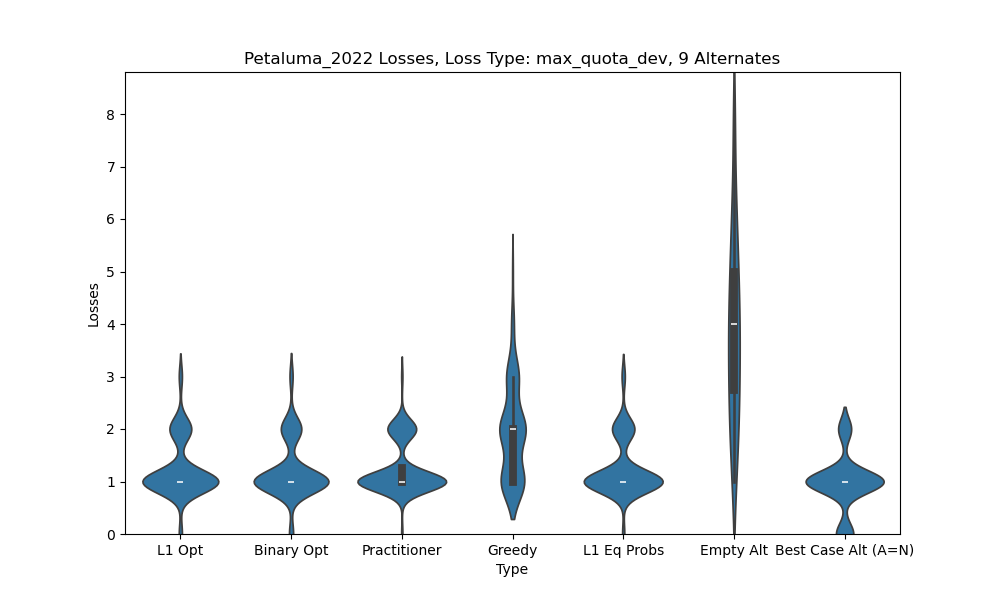 Petaluma_2022 Losses, Loss Type: max_quota_dev, 9 Alternates
Losses
8
7
6
5
4
3
2
1
0
L1 Opt
Binary Opt
Practitioner
Greedy
L1 Eq Probs
Empty Alt
Best Case Alt (A=N)
Type